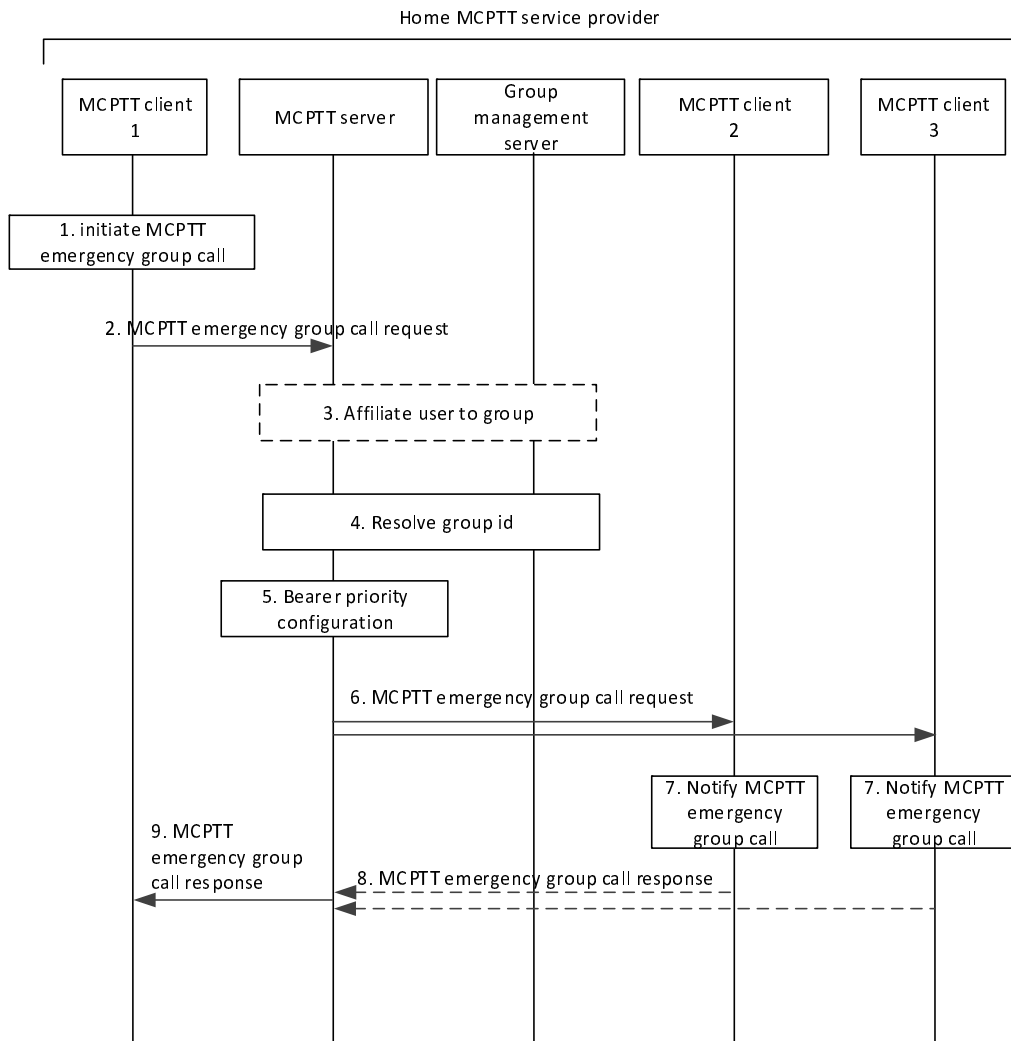 Home MCPTT service provider
MCPTT client
1
MCPTT server
Group
management
server
MCPTT client
2
MCPTT client
3
1. initiate MCPTT
emergency group call
2. MCPTT emergency group call request
3. Affiliate user to group
4. Resolve group id
5. Bearer priority
configuration
6. MCPTT emergency group call request
7. Notify MCPTT
emergency
group call
7. Notify MCPTT
emergency
group call
9. MCPTT
emergency group
call response
8. MCPTT emergency group call response